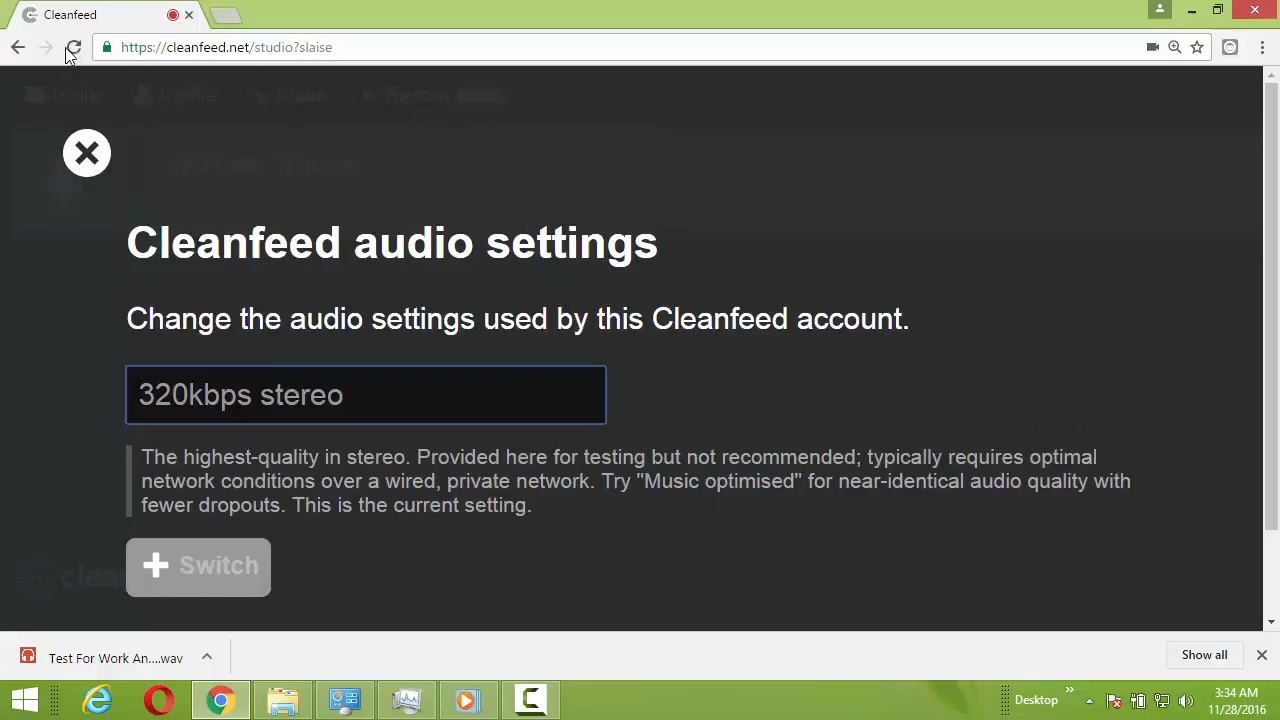 Cleanfeed
https://cleanfeed.net/studio?slaise
Invite Profile Audio
Cleanfeed audio settings
Change the audio settings used by this Cleanfeed account.
320kbps stereo
The highest-quality in stereo. Provided here for testing but not recommended; typically requires optimal
network conditions over a wired, private network. Try "Music optimised" for near-identical audio quality with
fewer dropouts. This is the current setting.
Switch
Test For Work An....wav
Show all
Desktop
3:34 AM
11/28/2016